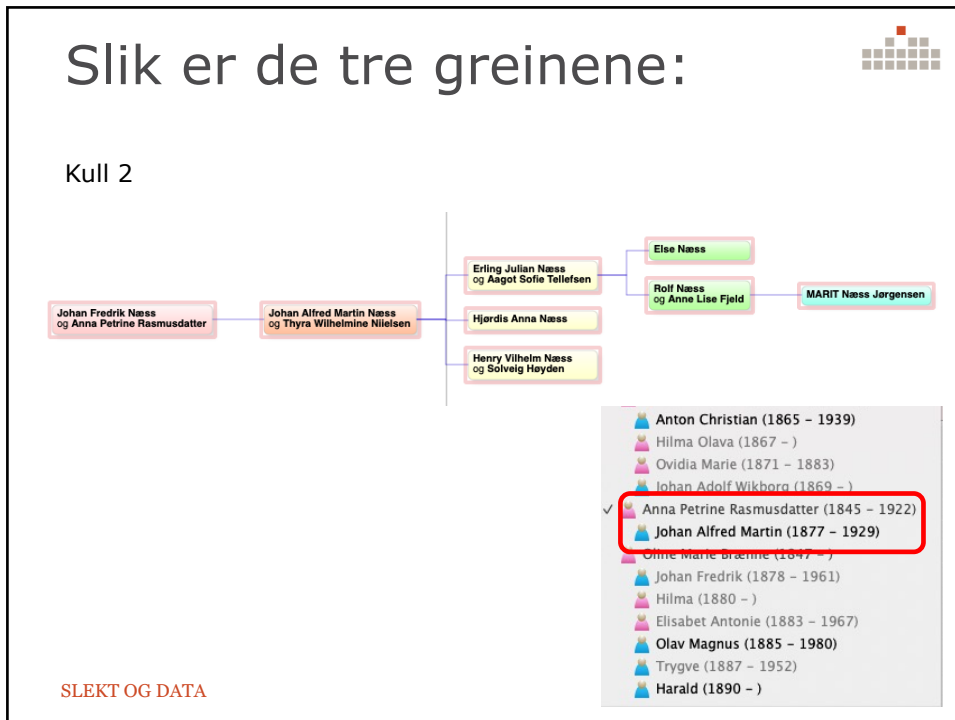 Slik er de tre greinene:
Kull 2
Johan Fredrik Næss
og Anna Petrine Rasmusdatter
Johan Alfred Martin Næss
og Thyra Wilhelmine Niielsen
Erling Julian Næss
og Aagot Sofie Tellefsen
Hjørdis Anna Næss
Henry Vilhelm Næss
og Solveig Høyden
Else Næss
Rolf Næss
og Anne Lise Fjeld
MARIT Næss Jørgensen
Anton Christian (1865 – 1939)
Hilma Olava (1867 – )
Ovidia Marie (1871 – 1883)
Johan Adolf Wikborg (1869 – )
✓ Anna Petrine Rasmusdatter (1845 – 1922)
Johan Alfred Martin (1877 – 1929)
Oline Marie Brænne (1847 – )
Johan Fredrik (1878 – 1961)
Hilma (1880 – )
Elisabet Antonie (1883 – 1967)
Olav Magnus (1885 – 1980)
Trygve (1887 – 1952)
Harald (1890 – )
SLEKT OG DATA